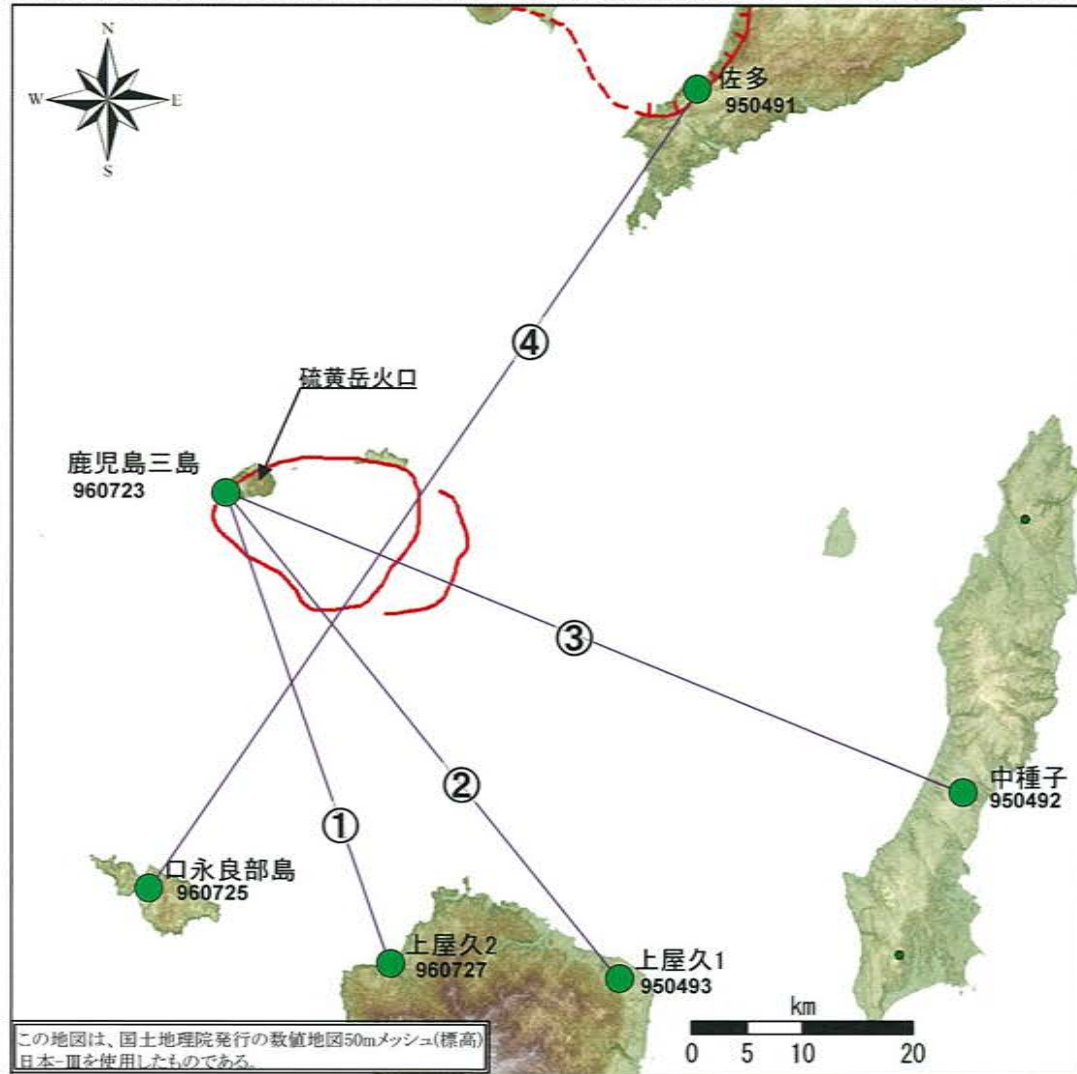 N
W
E
S
佐多
950491
④
硫黄岳火口
鹿児島三島
960723
③
②
①
中種子
950492
口永良部島
960725
上屋久2
960727
上屋久1
950493
km
0 5 10 20
この地図は、国土地理院発行の数値地図50mメッシュ(標高)
日本-Ⅲを使用したものである。